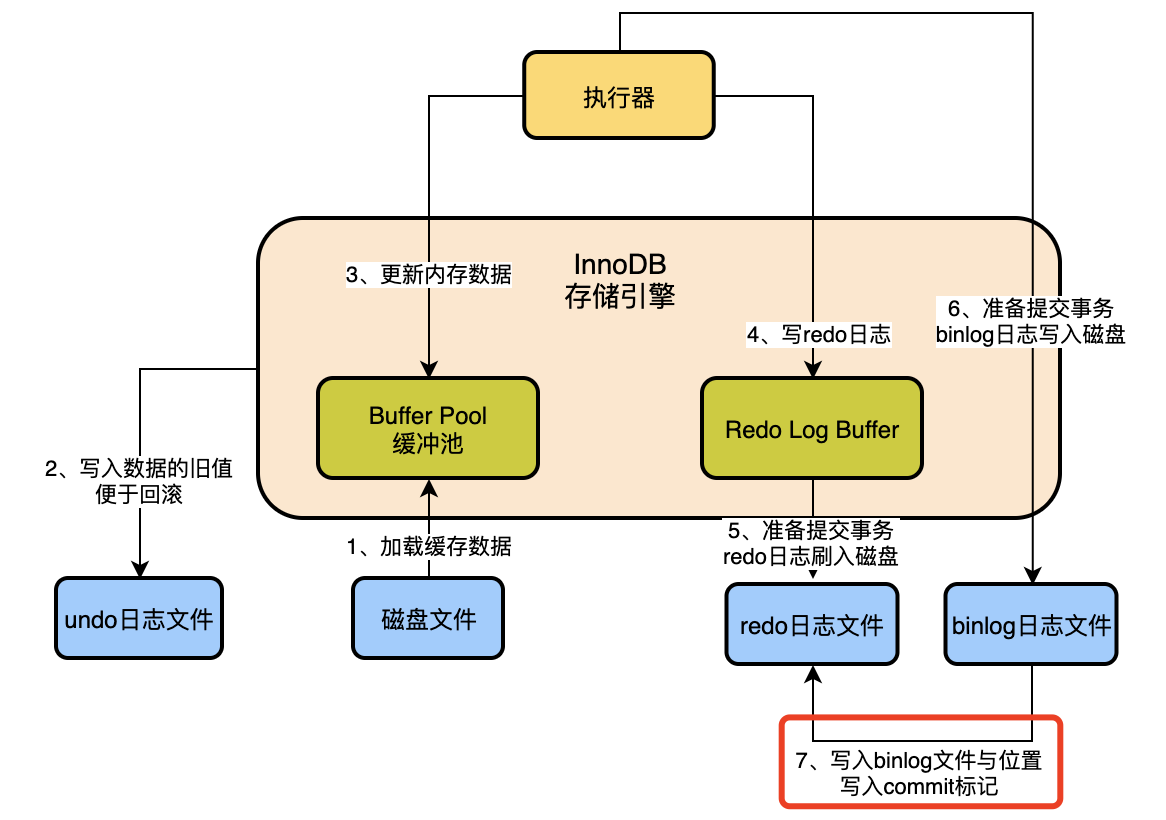 执行器
InnoDB
存储引擎
3、更新内存数据
6、准备提交事务
binlog日志写入磁盘
4、写redo日志
Buffer Pool
缓冲池
Redo Log Buffer
2、写入数据的旧值
便于回滚
1、加载缓存数据
5、准备提交事务
redo日志刷入磁盘
undo日志文件
磁盘文件
redo日志文件
binlog日志文件
7、写入binlog文件与位置
写入commit标记